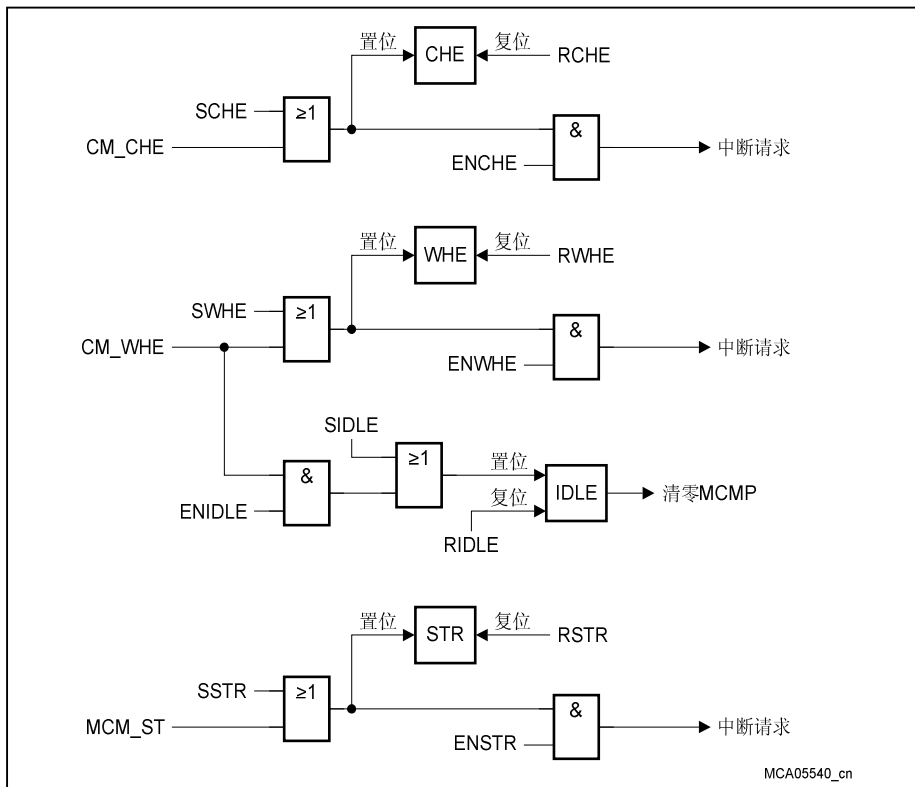 置位 CHE 复位 RCHE
SCHE ≥1
CM_CHE & 中断请求
ENCHE
置位 WHE 复位 RWHE
SWHE ≥1
CM_WHE & 中断请求
ENWHE
SIDLE
≥1 置位
& IDLE 清零MCMP
ENIDLE 复位
RIDLE
置位 STR 复位 RSTR
SSTR ≥1
MCM_ST & 中断请求
ENSTR
MCA05540_cn